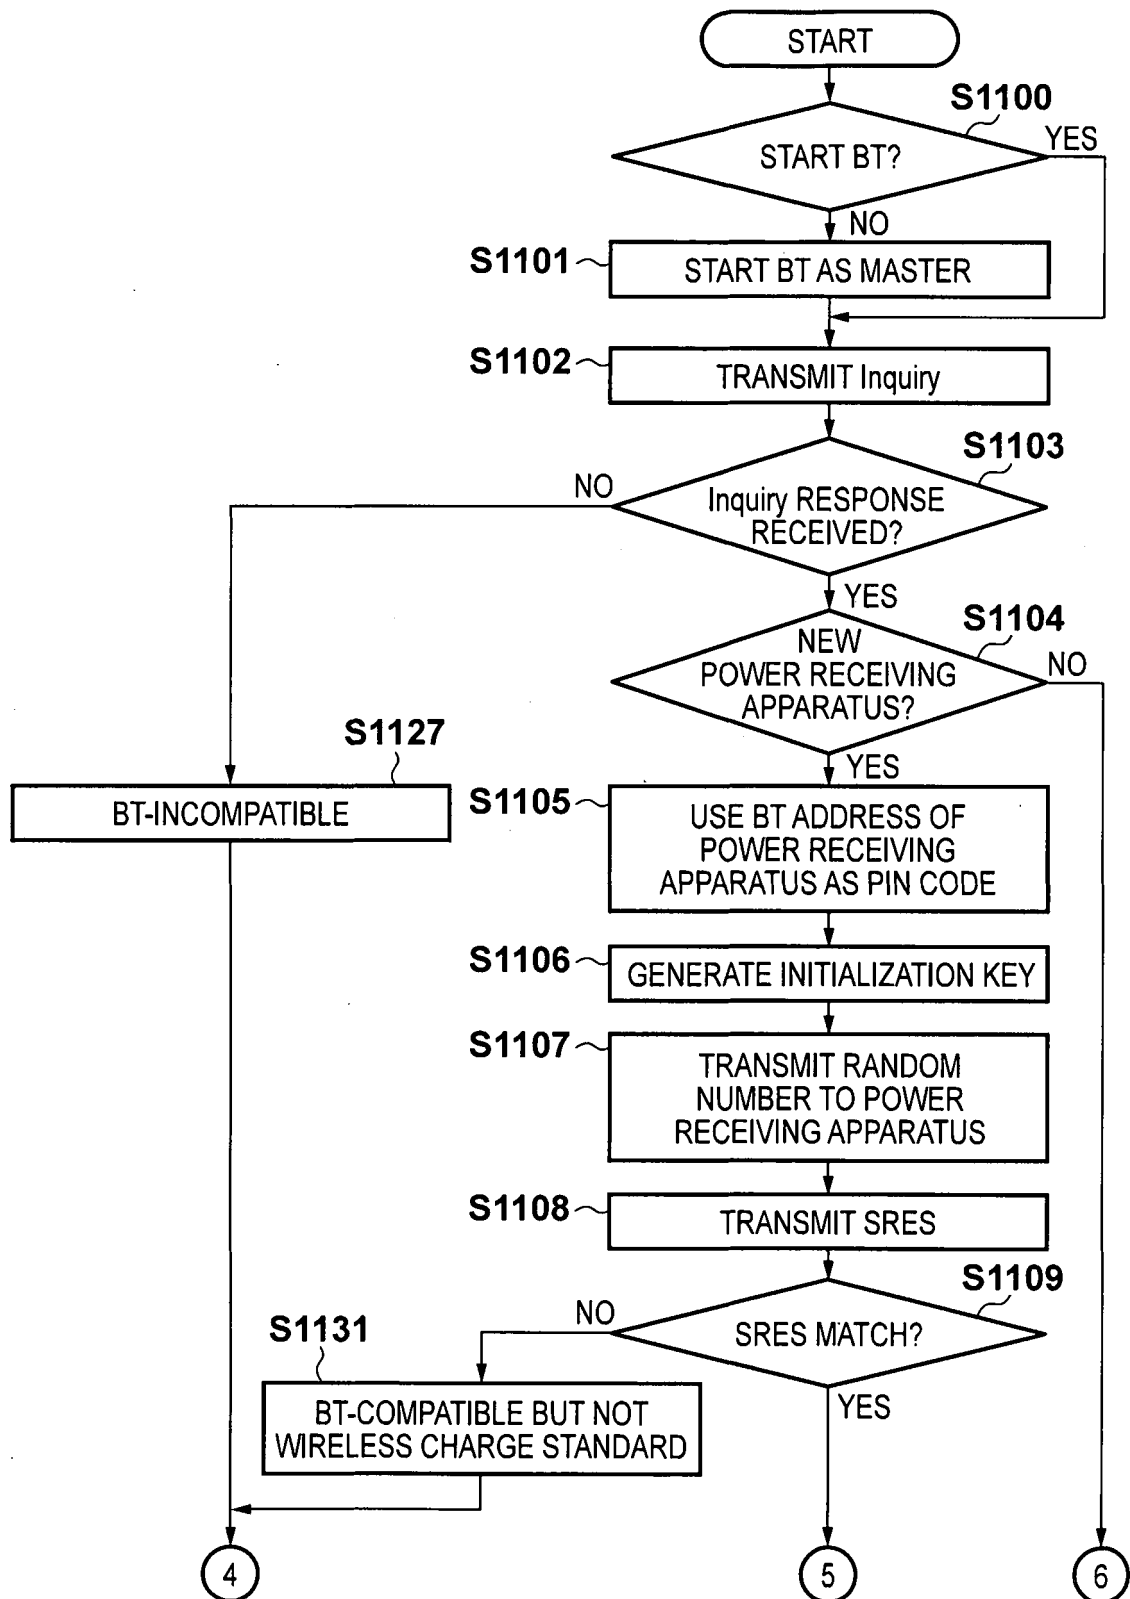 START
S1100
START BT?
YES
NO
S1101
START BT AS MASTER
S1102
TRANSMIT Inquiry
S1103
NO
Inquiry RESPONSE
RECEIVED?
YES
S1104
NEW
POWER RECEIVING
APPARATUS?
NO
YES
S1127
BT-INCOMPATIBLE
S1105
USE BT ADDRESS OF
POWER RECEIVING
APPARATUS AS PIN CODE
S1106
GENERATE INITIALIZATION KEY
S1107
TRANSMIT RANDOM
NUMBER TO POWER
RECEIVING APPARATUS
S1108
TRANSMIT SRES
S1109
NO
SRES MATCH?
YES
S1131
BT-COMPATIBLE BUT NOT
WIRELESS CHARGE STANDARD
4
5
6